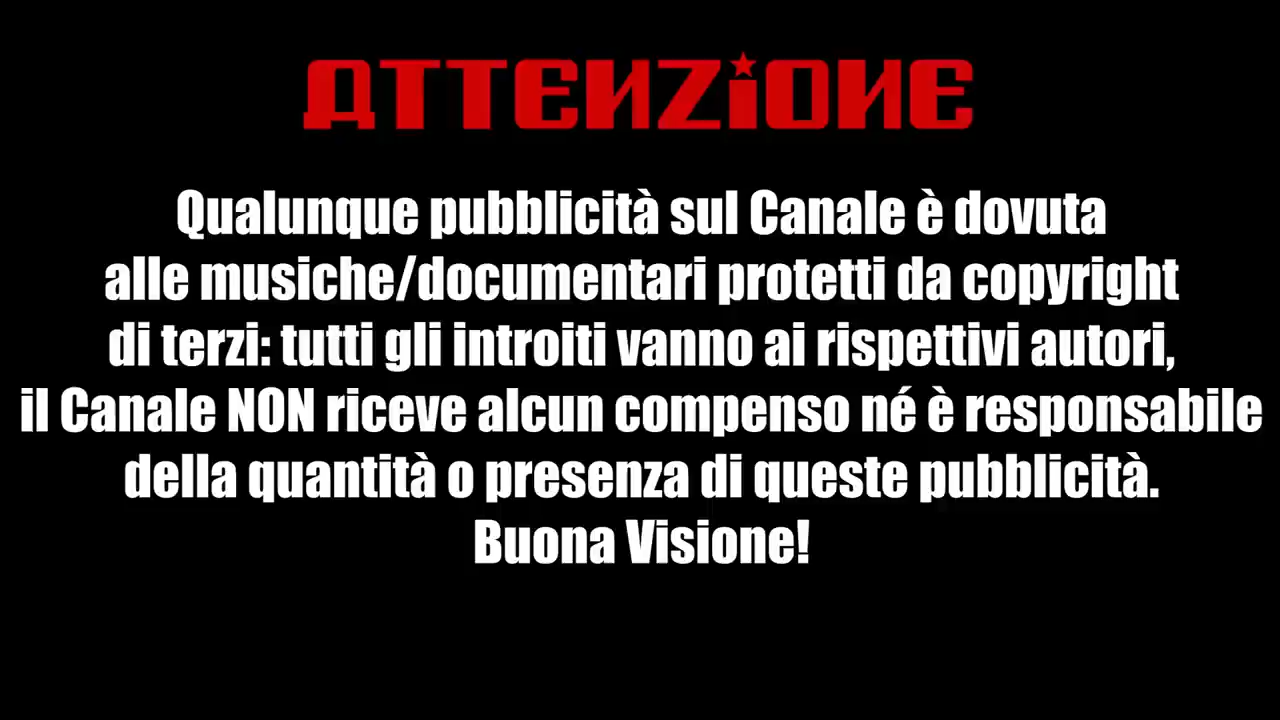 ATTENZIONE
Qualunque pubblicità sul Canale è dovuta
alle musiche/documentari protetti da copyright
di terzi: tutti gli introiti vanno ai rispettivi autori,
il Canale NON riceve alcun compenso né è responsabile
della quantità o presenza di queste pubblicità.
Buona Visione!